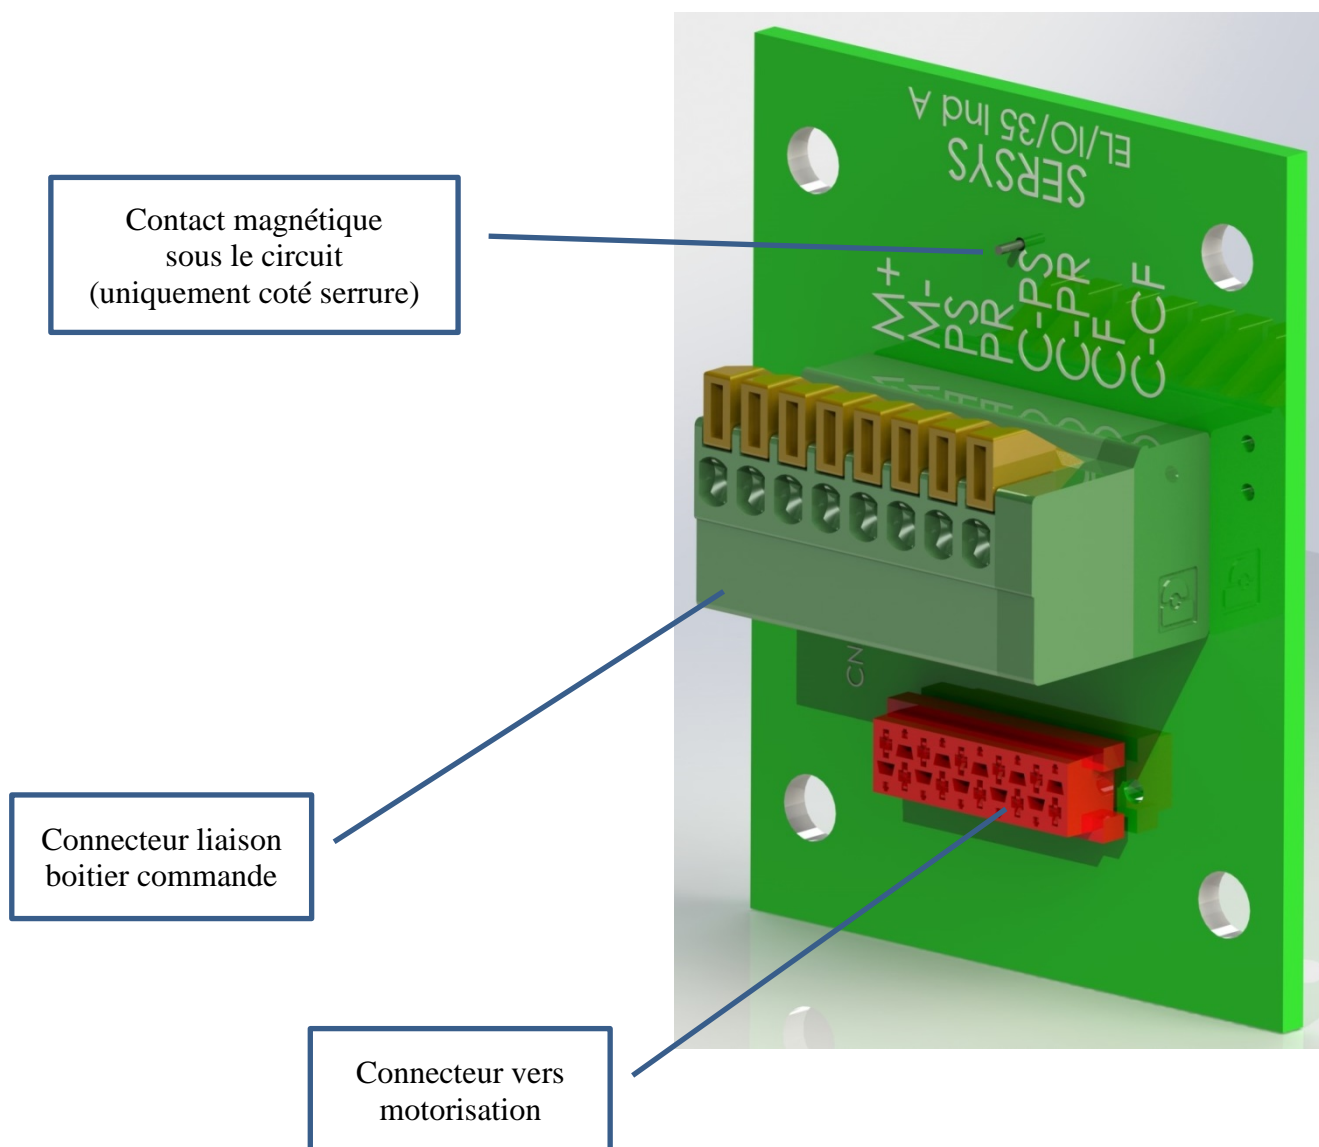 EL/IO/35 Ind A
SERSYS
Contact magnétique
sous le circuit
(uniquement coté serrure)
M+
M-
PS
PR
C-PS
C-PR
CF
C-CF
CN
Connecteur liaison
boitier commande
Connecteur vers
motorisation